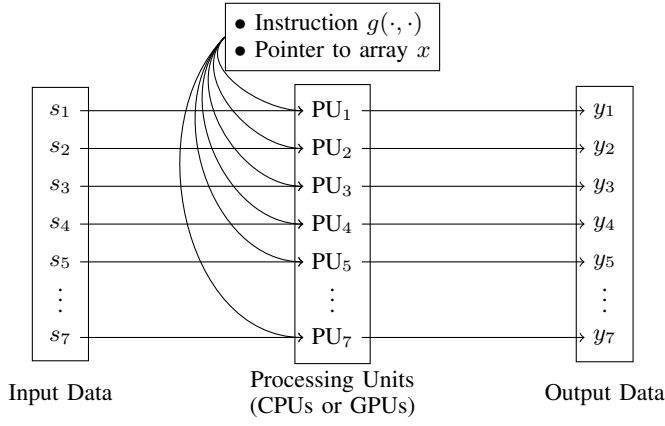 ● Instruction g(·, ·)
● Pointer to array x
s₁ PU₁ y₁
s₂ PU₂ y₂
s₃ PU₃ y₃
s₄ PU₄ y₄
s₅ PU₅ y₅
⋮ ⋮ ⋮
s₇ PU₇ y₇
Input Data
Processing Units
(CPUs or GPUs)
Output Data